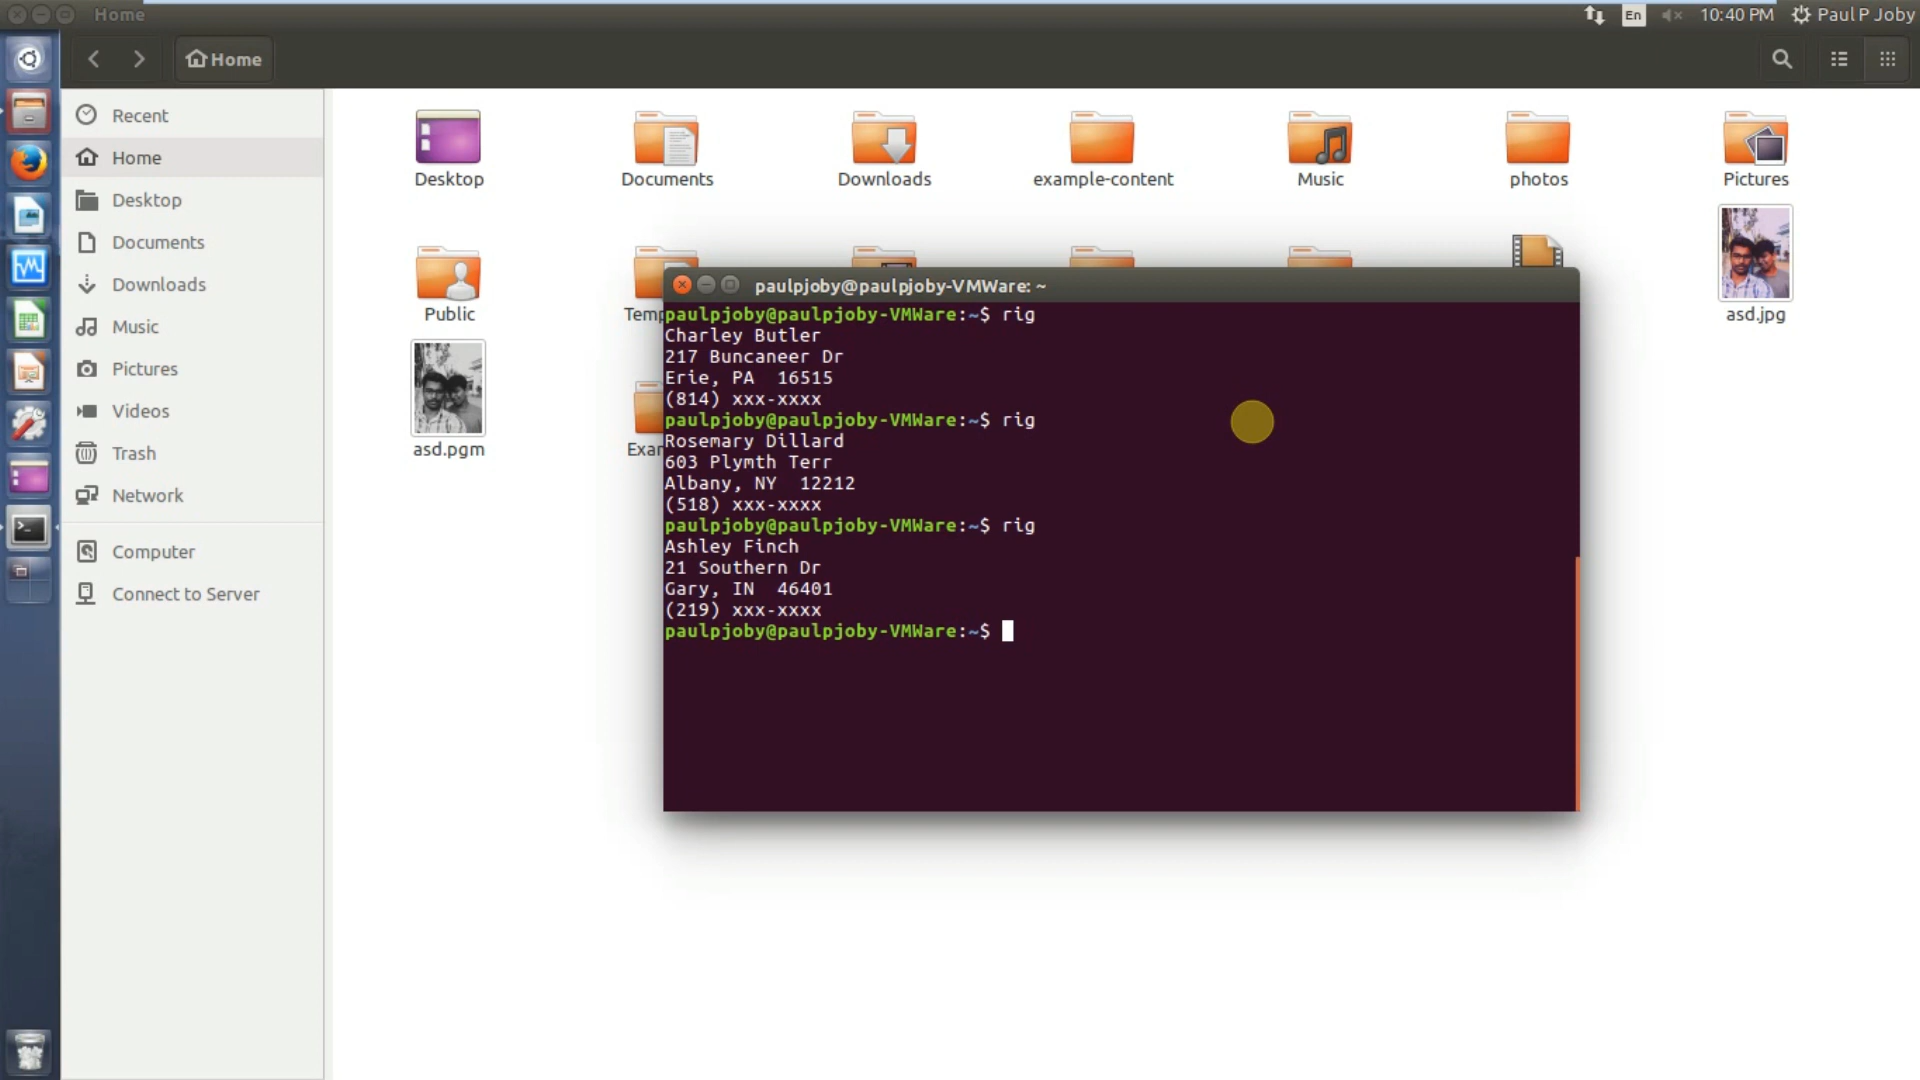 Home
En
10:40 PM
Paul P Joby
Home
Recent
Home
Desktop
Documents
Downloads
Music
Pictures
Videos
Trash
Network
Computer
Connect to Server
Desktop
Documents
Downloads
example-content
Music
photos
Pictures
Public
Temp
asd.jpg
asd.pgm
Exam
paulpjoby@paulpjoby-VMWare: ~
paulpjoby@paulpjoby-VMWare:~$ rig
Charley Butler
217 Buncaneer Dr
Erie, PA  16515
(814) xxx-xxxx
paulpjoby@paulpjoby-VMWare:~$ rig
Rosemary Dillard
603 Plymth Terr
Albany, NY  12212
(518) xxx-xxxx
paulpjoby@paulpjoby-VMWare:~$ rig
Ashley Finch
21 Southern Dr
Gary, IN  46401
(219) xxx-xxxx
paulpjoby@paulpjoby-VMWare:~$